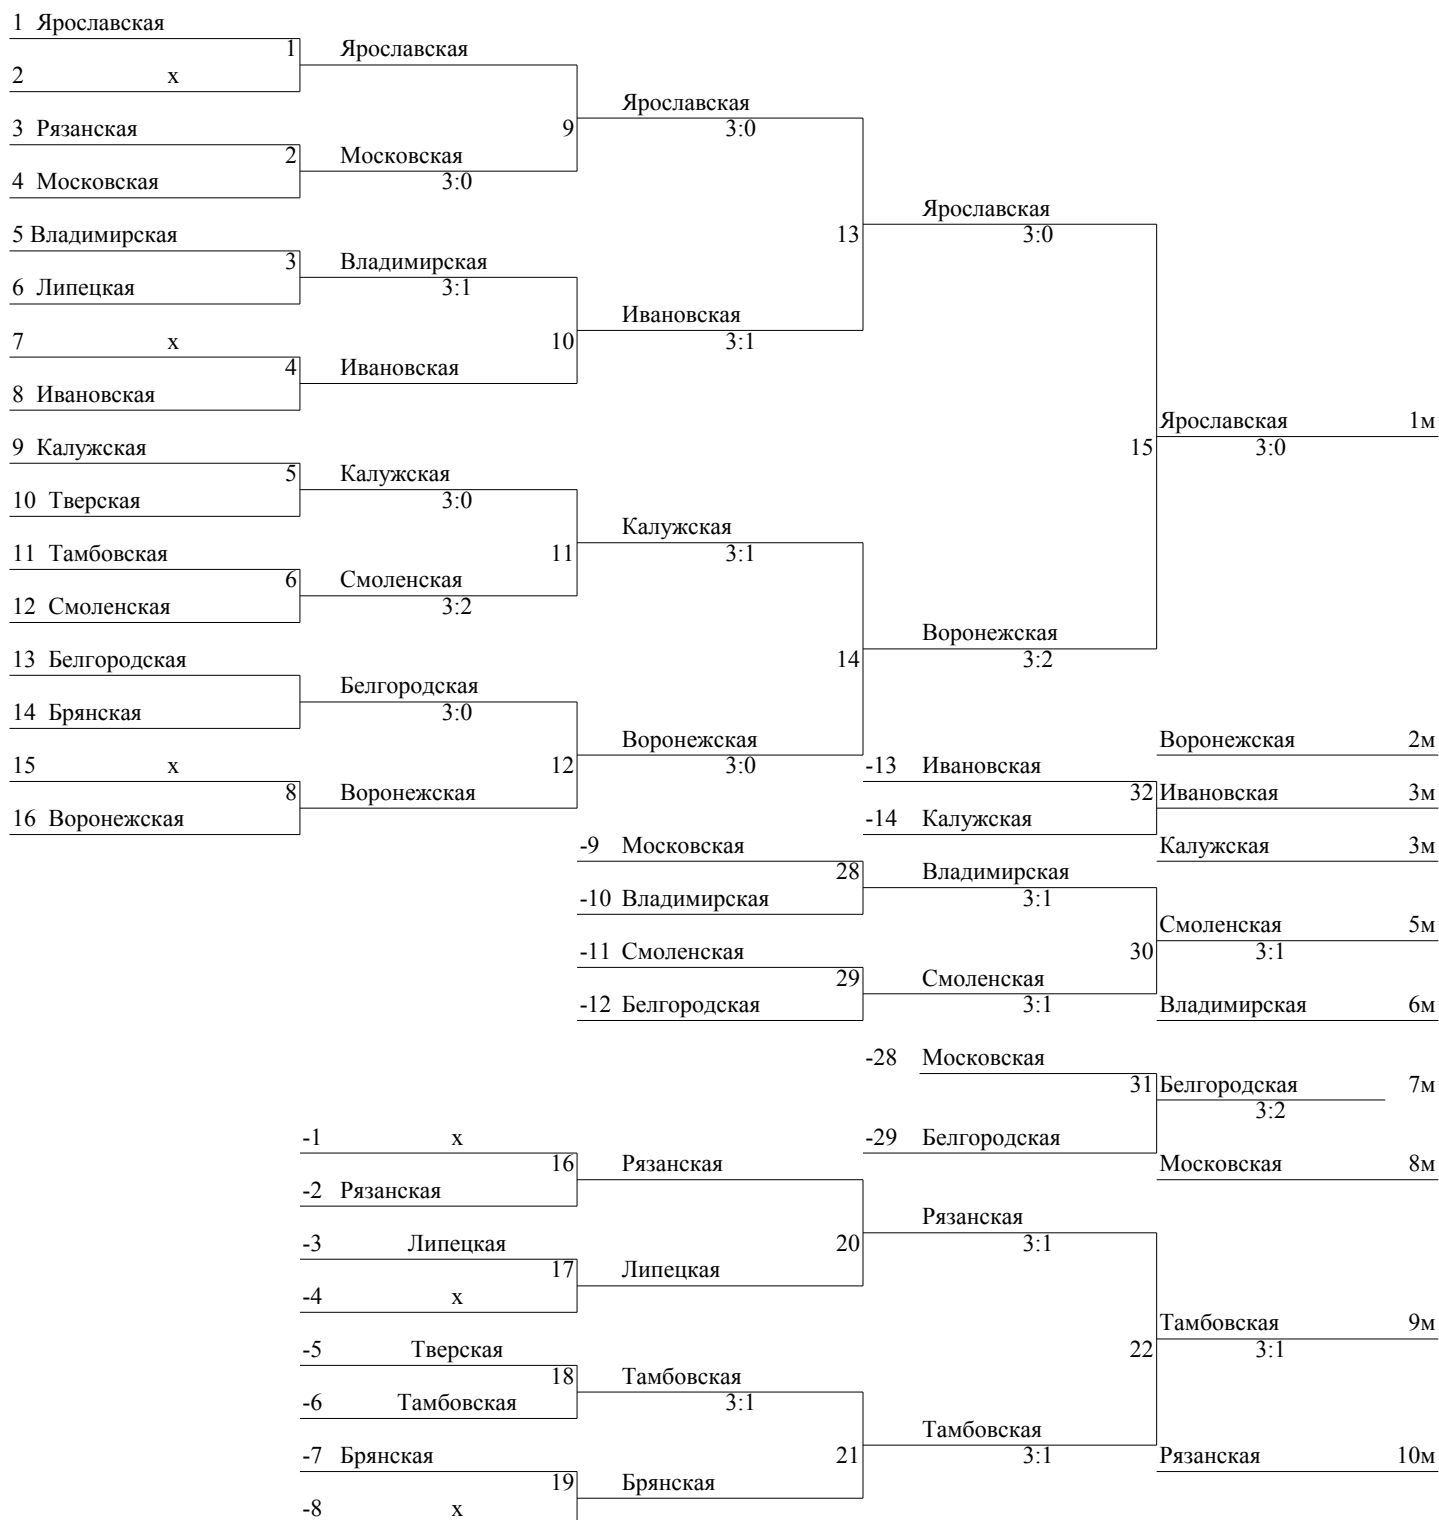 1 Ярославская
1 Ярославская
2 х
Ярославская
3 Рязанская
9 3:0
2 Московская
4 Московская 3:0
Ярославская
5 Владимирская
13 3:0
3 Владимирская
6 Липецкая 3:1
Ивановская
7 х
10 3:1
4 Ивановская
8 Ивановская
Ярославская 1м
9 Калужская
15 3:0
5 Калужская
10 Тверская 3:0
Калужская
11 Тамбовская
11 3:1
6 Смоленская
12 Смоленская 3:2
Воронежская
13 Белгородская
14 3:2
Белгородская
14 Брянская 3:0
Воронежская
Воронежская 2м
15 х
12 3:0
-13 Ивановская
8 Воронежская
32 Ивановская 3м
16 Воронежская
-14 Калужская
-9 Московская
Калужская 3м
28 Владимирская
-10 Владимирская 3:1
Смоленская 5м
-11 Смоленская
30 3:1
29 Смоленская
-12 Белгородская 3:1
Владимирская 6м
-28 Московская
31 Белгородская 7м
3:2
-1 х
-29 Белгородская
16 Рязанская
Московская 8м
-2 Рязанская
Рязанская
-3 Липецкая
20 3:1
17 Липецкая
-4 х
Тамбовская 9м
-5 Тверская
22 3:1
18 Тамбовская
-6 Тамбовская 3:1
Тамбовская
-7 Брянская
21 3:1
Рязанская 10м
19 Брянская
-8 х